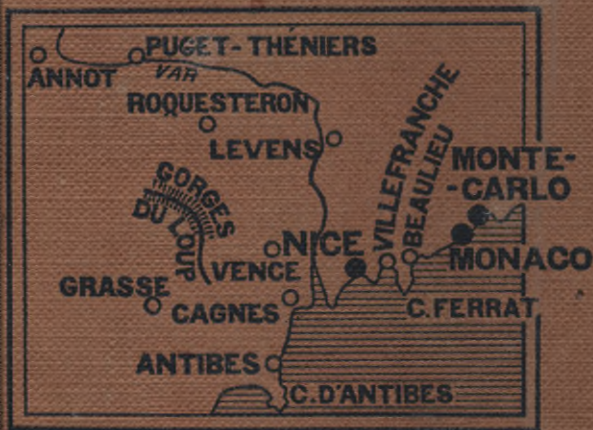 PUGET-THÉNIERS
ANNOT
VAR
ROQUESTERON
LEVENS
VILLEFRANCHE
BEAULIEU
MONTE-
-CARLO
GORGES
DU LOUP
NICE
MONACO
VENCE
GRASSE
CAGNES
C. FERRAT
ANTIBES
C. D'ANTIBES